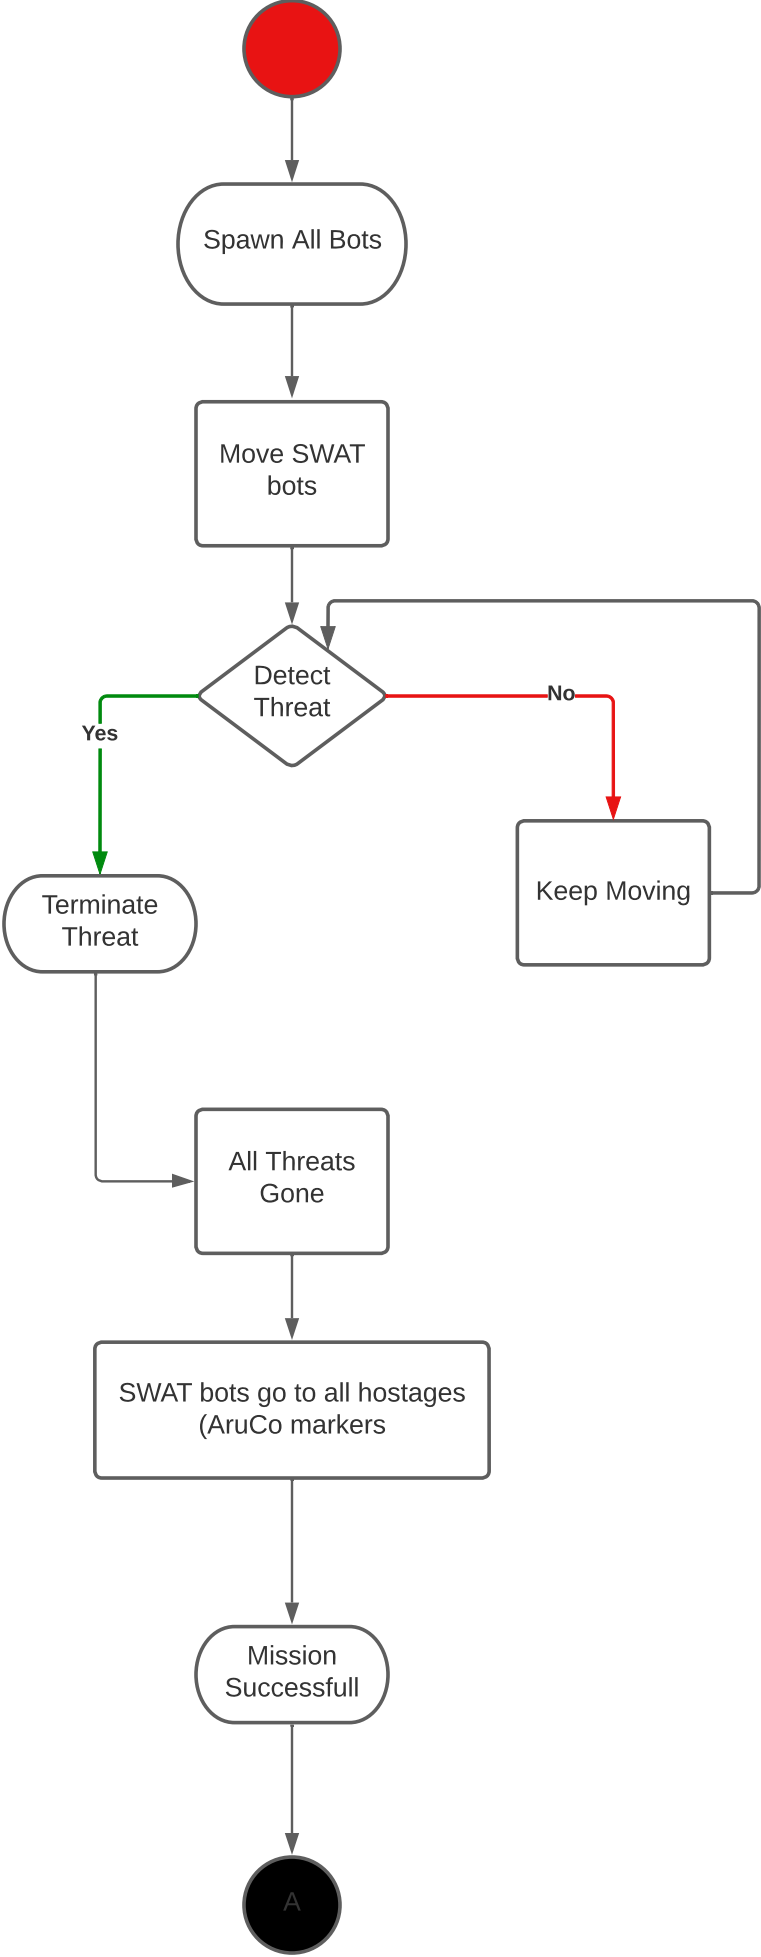 Spawn All Bots
Move SWAT
bots
Detect
Threat
No
Yes
Keep Moving
Terminate
Threat
All Threats
Gone
SWAT bots go to all hostages
(AruCo markers
Mission
Successfull
A